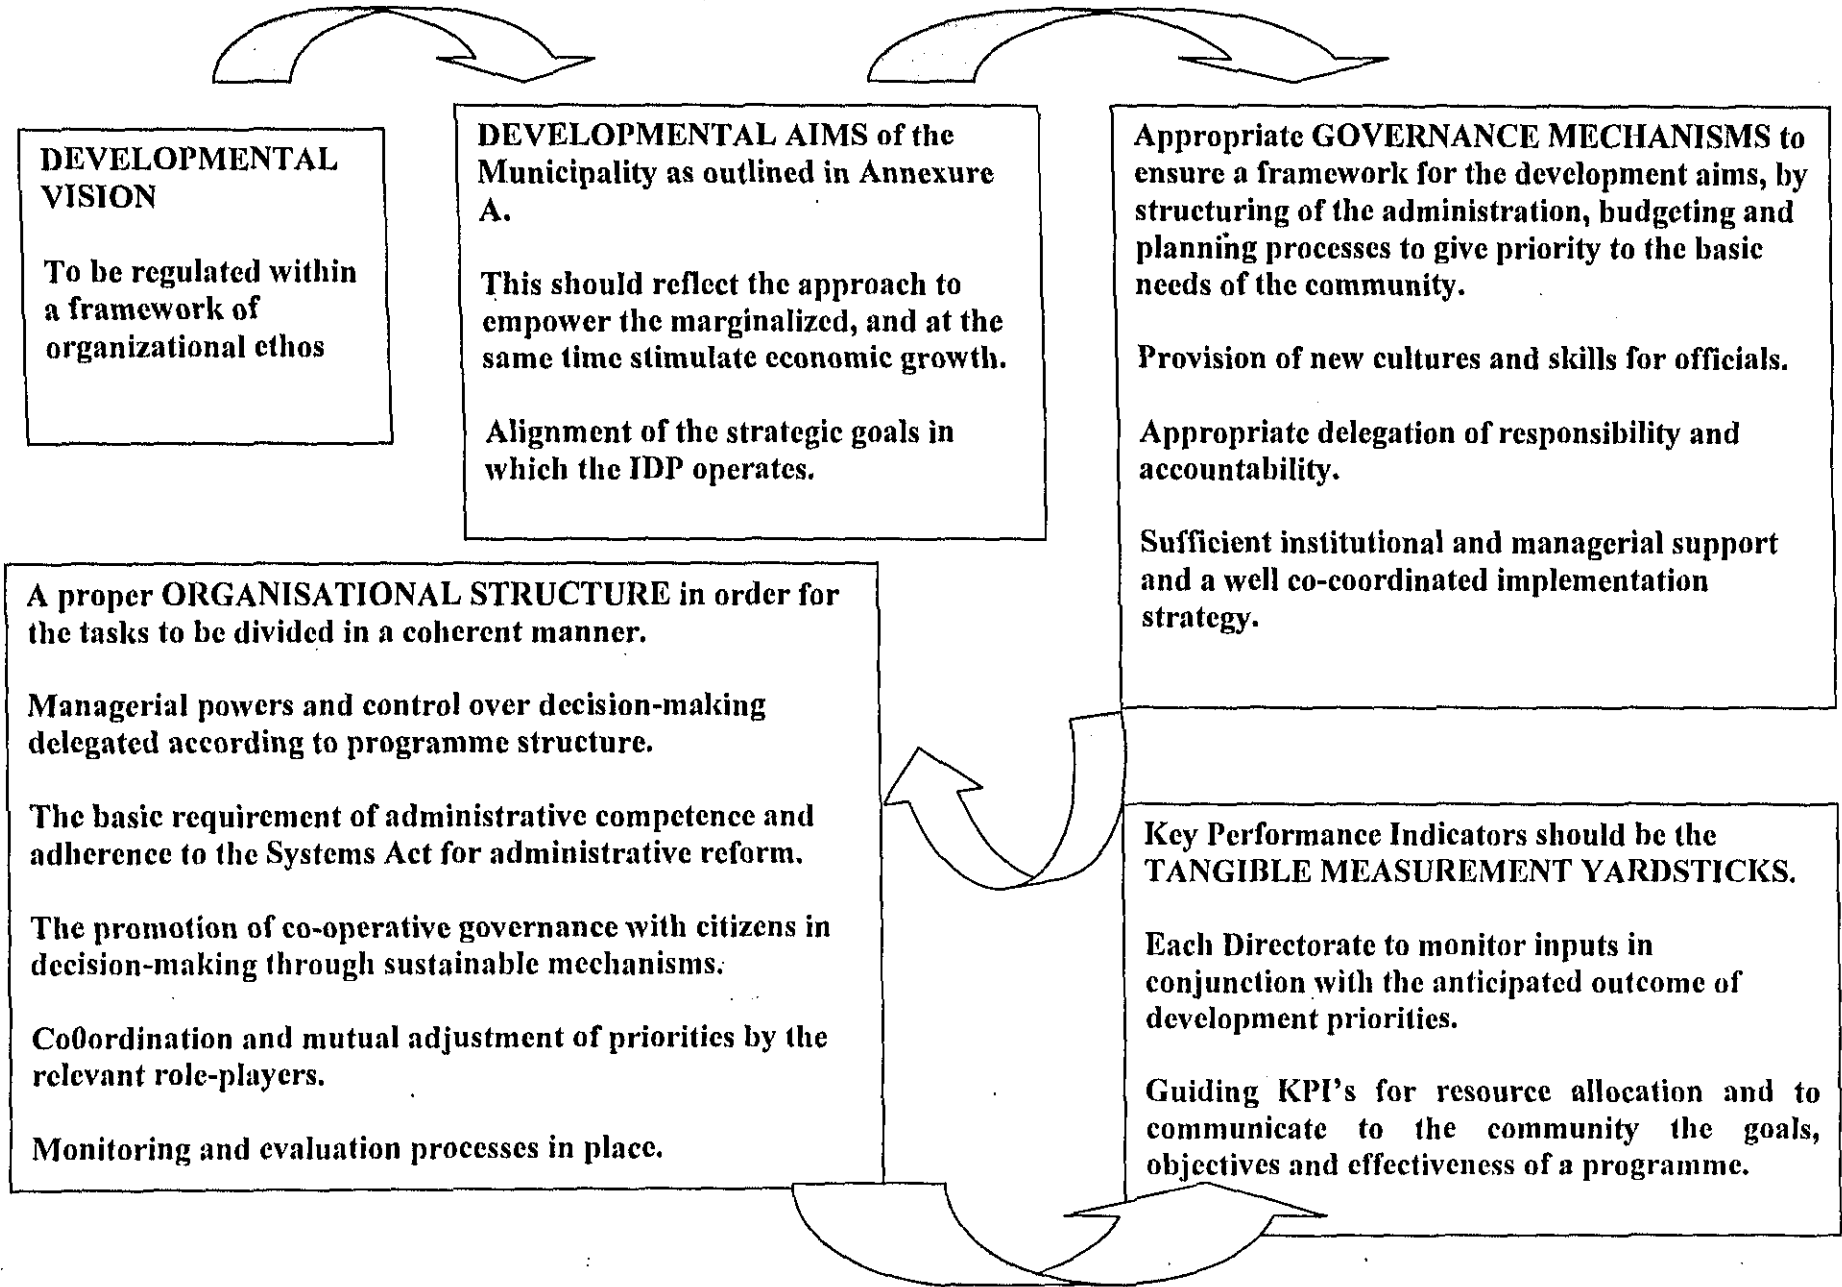 DEVELOPMENTAL
VISION
To be regulated within
a framework of
organizational ethos
DEVELOPMENTAL AIMS of the
Municipality as outlined in Annexure
A.
This should reflect the approach to
empower the marginalized, and at the
same time stimulate economic growth.
Alignment of the strategic goals in
which the IDP operates.
Appropriate GOVERNANCE MECHANISMS to
ensure a framework for the development aims, by
structuring of the administration, budgeting and
planning processes to give priority to the basic
needs of the community.
Provision of new cultures and skills for officials.
Appropriate delegation of responsibility and
accountability.
Sufficient institutional and managerial support
and a well co-coordinated implementation
strategy.
A proper ORGANISATIONAL STRUCTURE in order for
the tasks to be divided in a coherent manner.
Managerial powers and control over decision-making
delegated according to programme structure.
The basic requirement of administrative competence and
adherence to the Systems Act for administrative reform.
The promotion of co-operative governance with citizens in
decision-making through sustainable mechanisms.
Co0ordination and mutual adjustment of priorities by the
relevant role-players.
Monitoring and evaluation processes in place.
Key Performance Indicators should be the
TANGIBLE MEASUREMENT YARDSTICKS.
Each Directorate to monitor inputs in
conjunction with the anticipated outcome of
development priorities.
Guiding KPI's for resource allocation and to
communicate to the community the goals,
objectives and effectiveness of a programme.